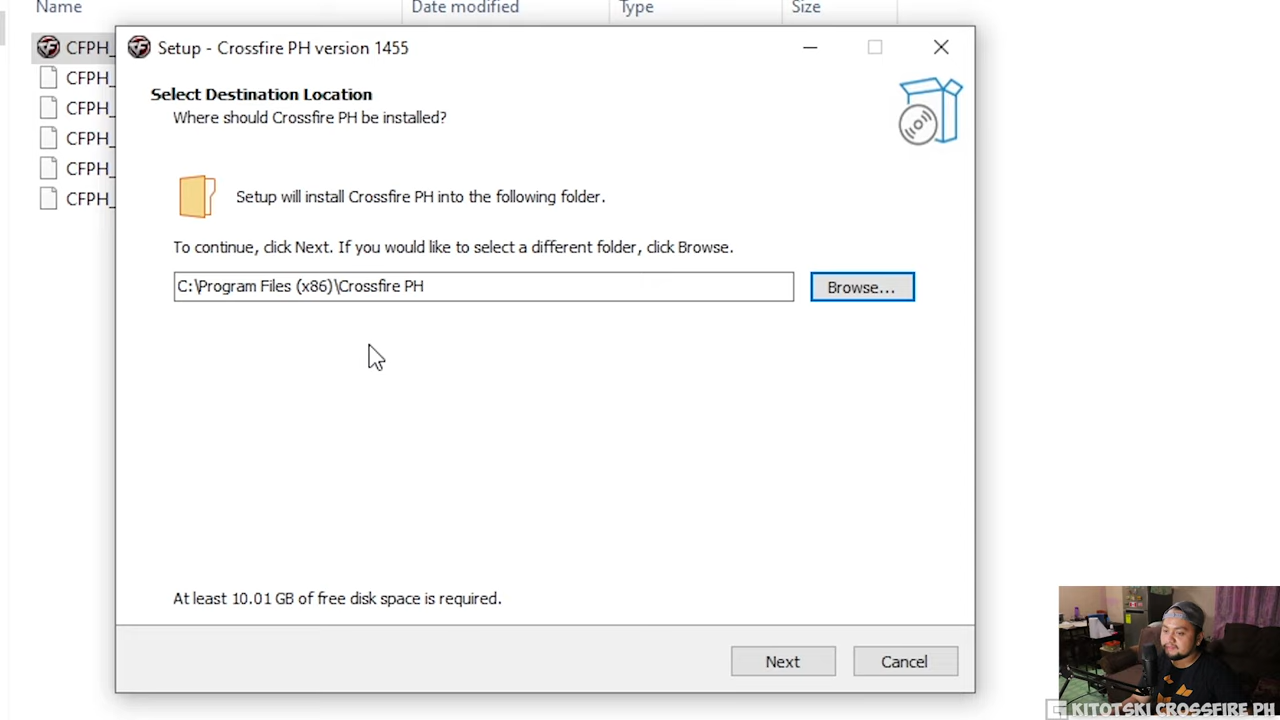 Name Date modified Type Size
CFPH_
CFPH_
CFPH_
CFPH_
CFPH_
CFPH_
Setup - Crossfire PH version 1455
Select Destination Location
Where should Crossfire PH be installed?
Setup will install Crossfire PH into the following folder.
To continue, click Next. If you would like to select a different folder, click Browse.
C:\Program Files (x86)\Crossfire PH
Browse...
At least 10.01 GB of free disk space is required.
Next Cancel
KITOTSKI CROSSFIRE PH